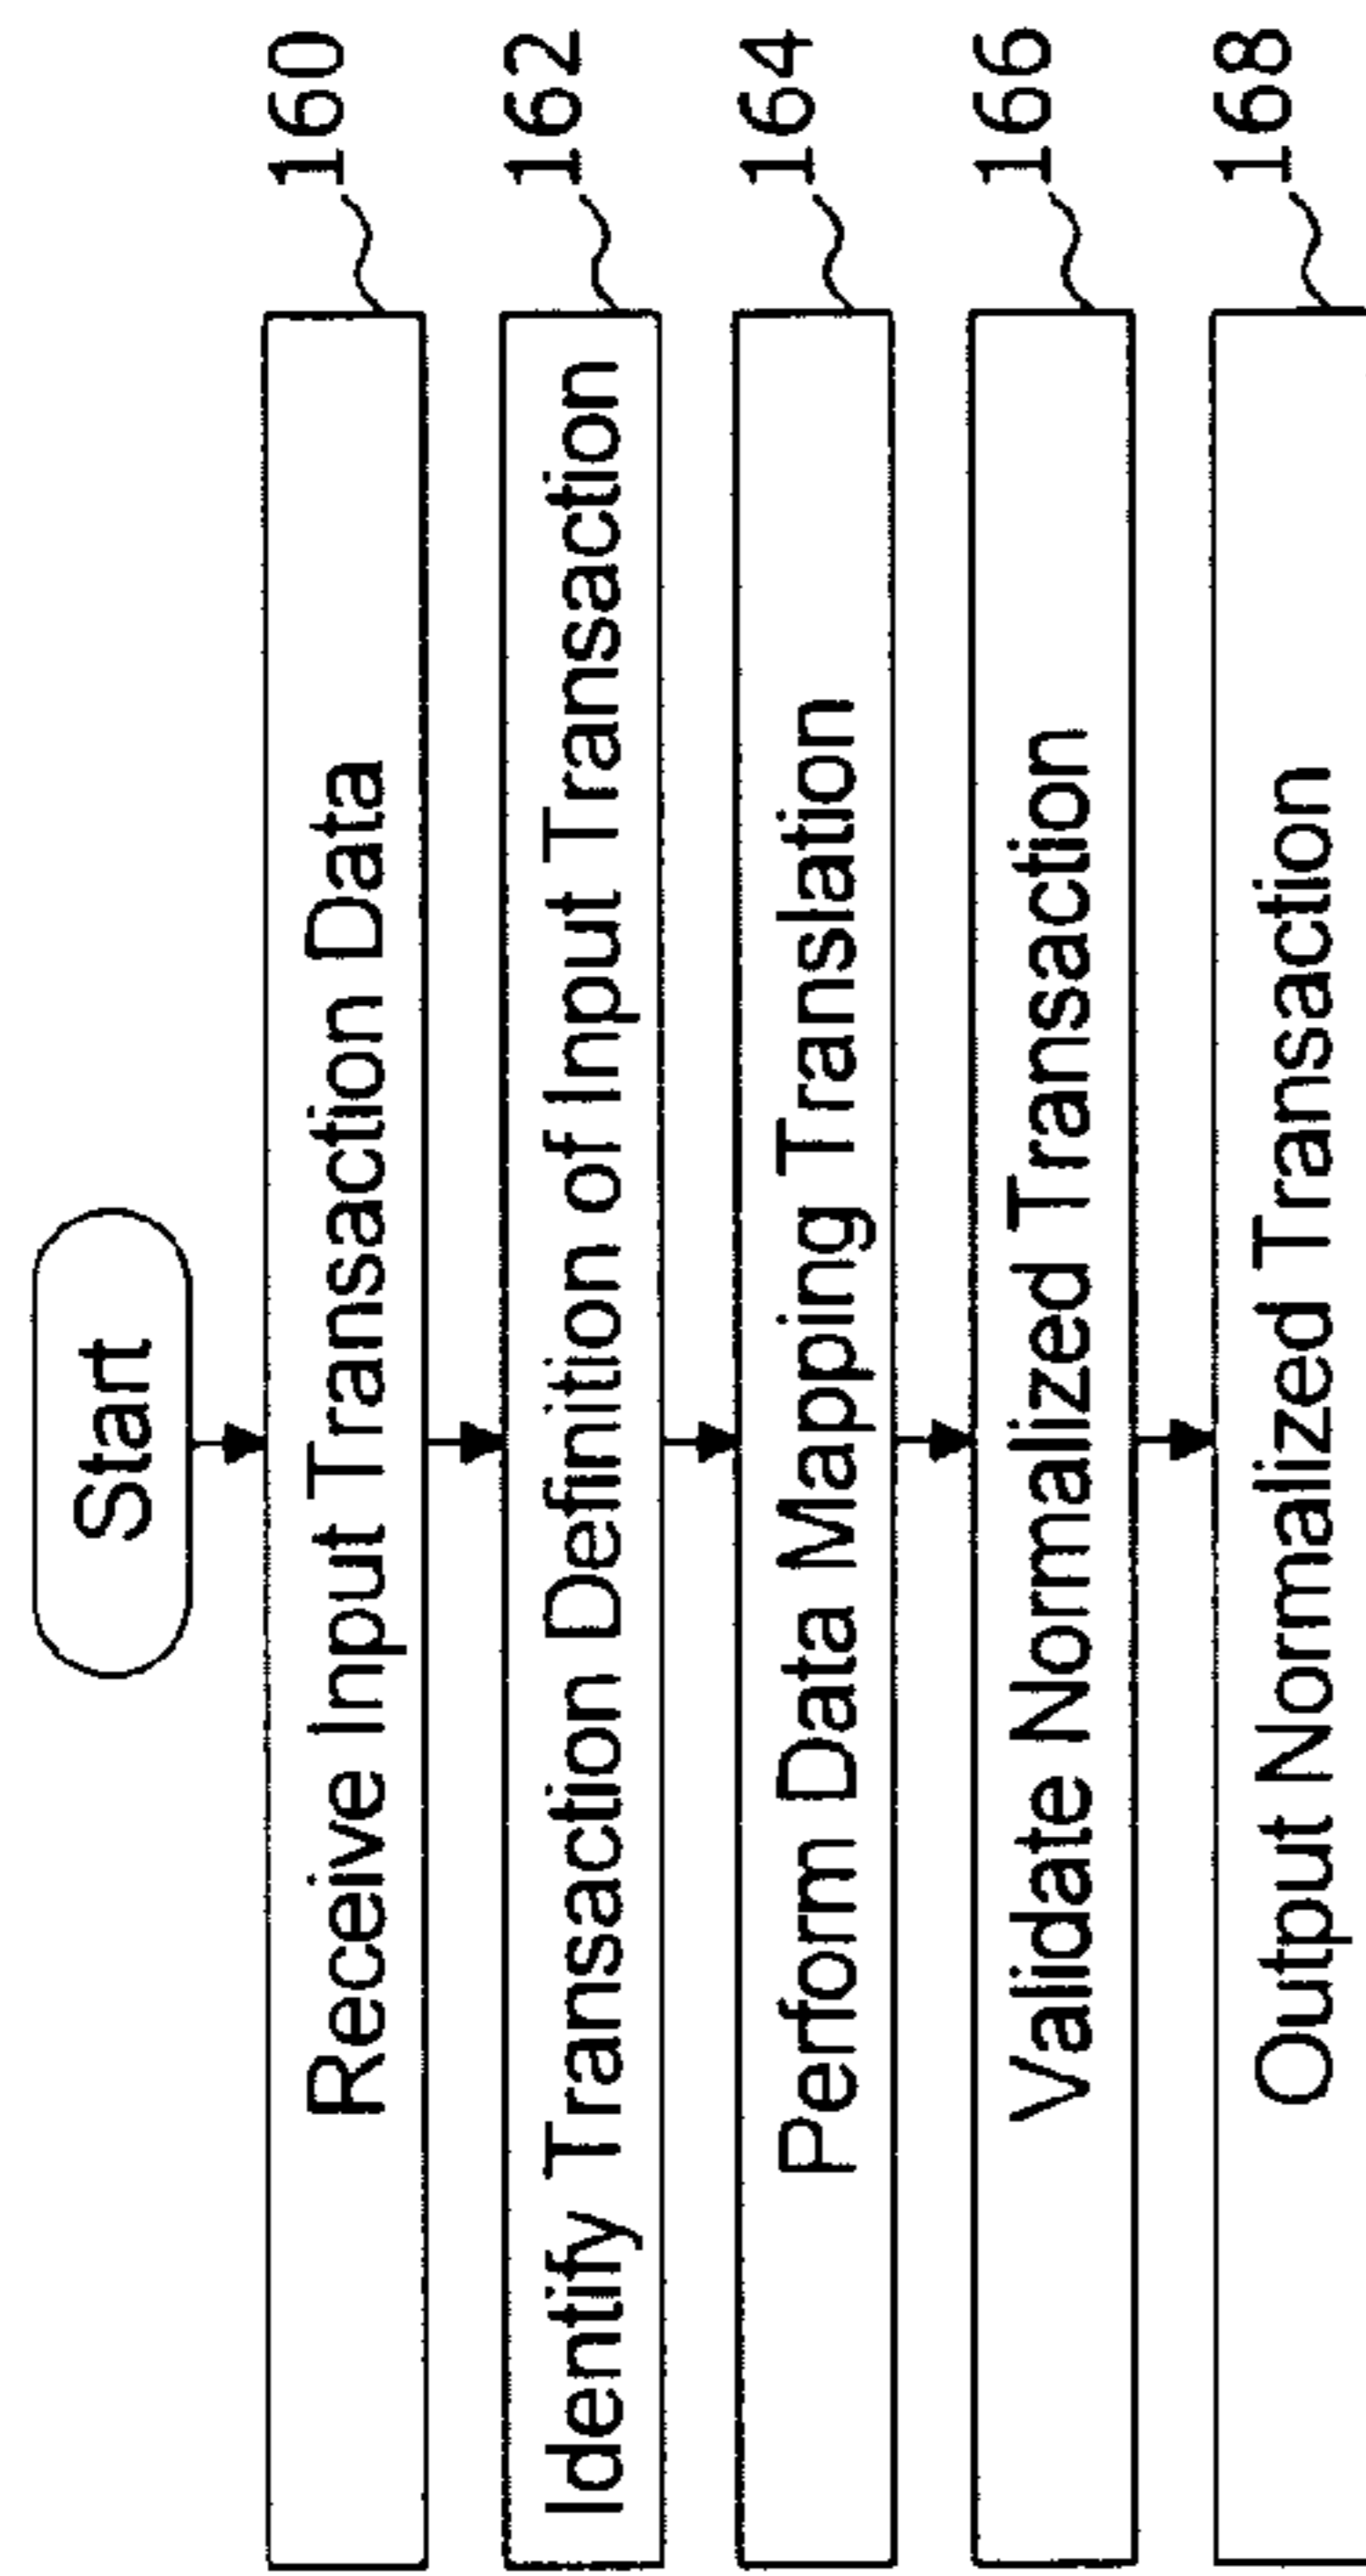 Start
Receive Input Transaction Data
160
Identify Transaction Definition of Input Transaction
162
Perform Data Mapping Translation
164
Validate Normalized Transaction
166
Output Normalized Transaction
168